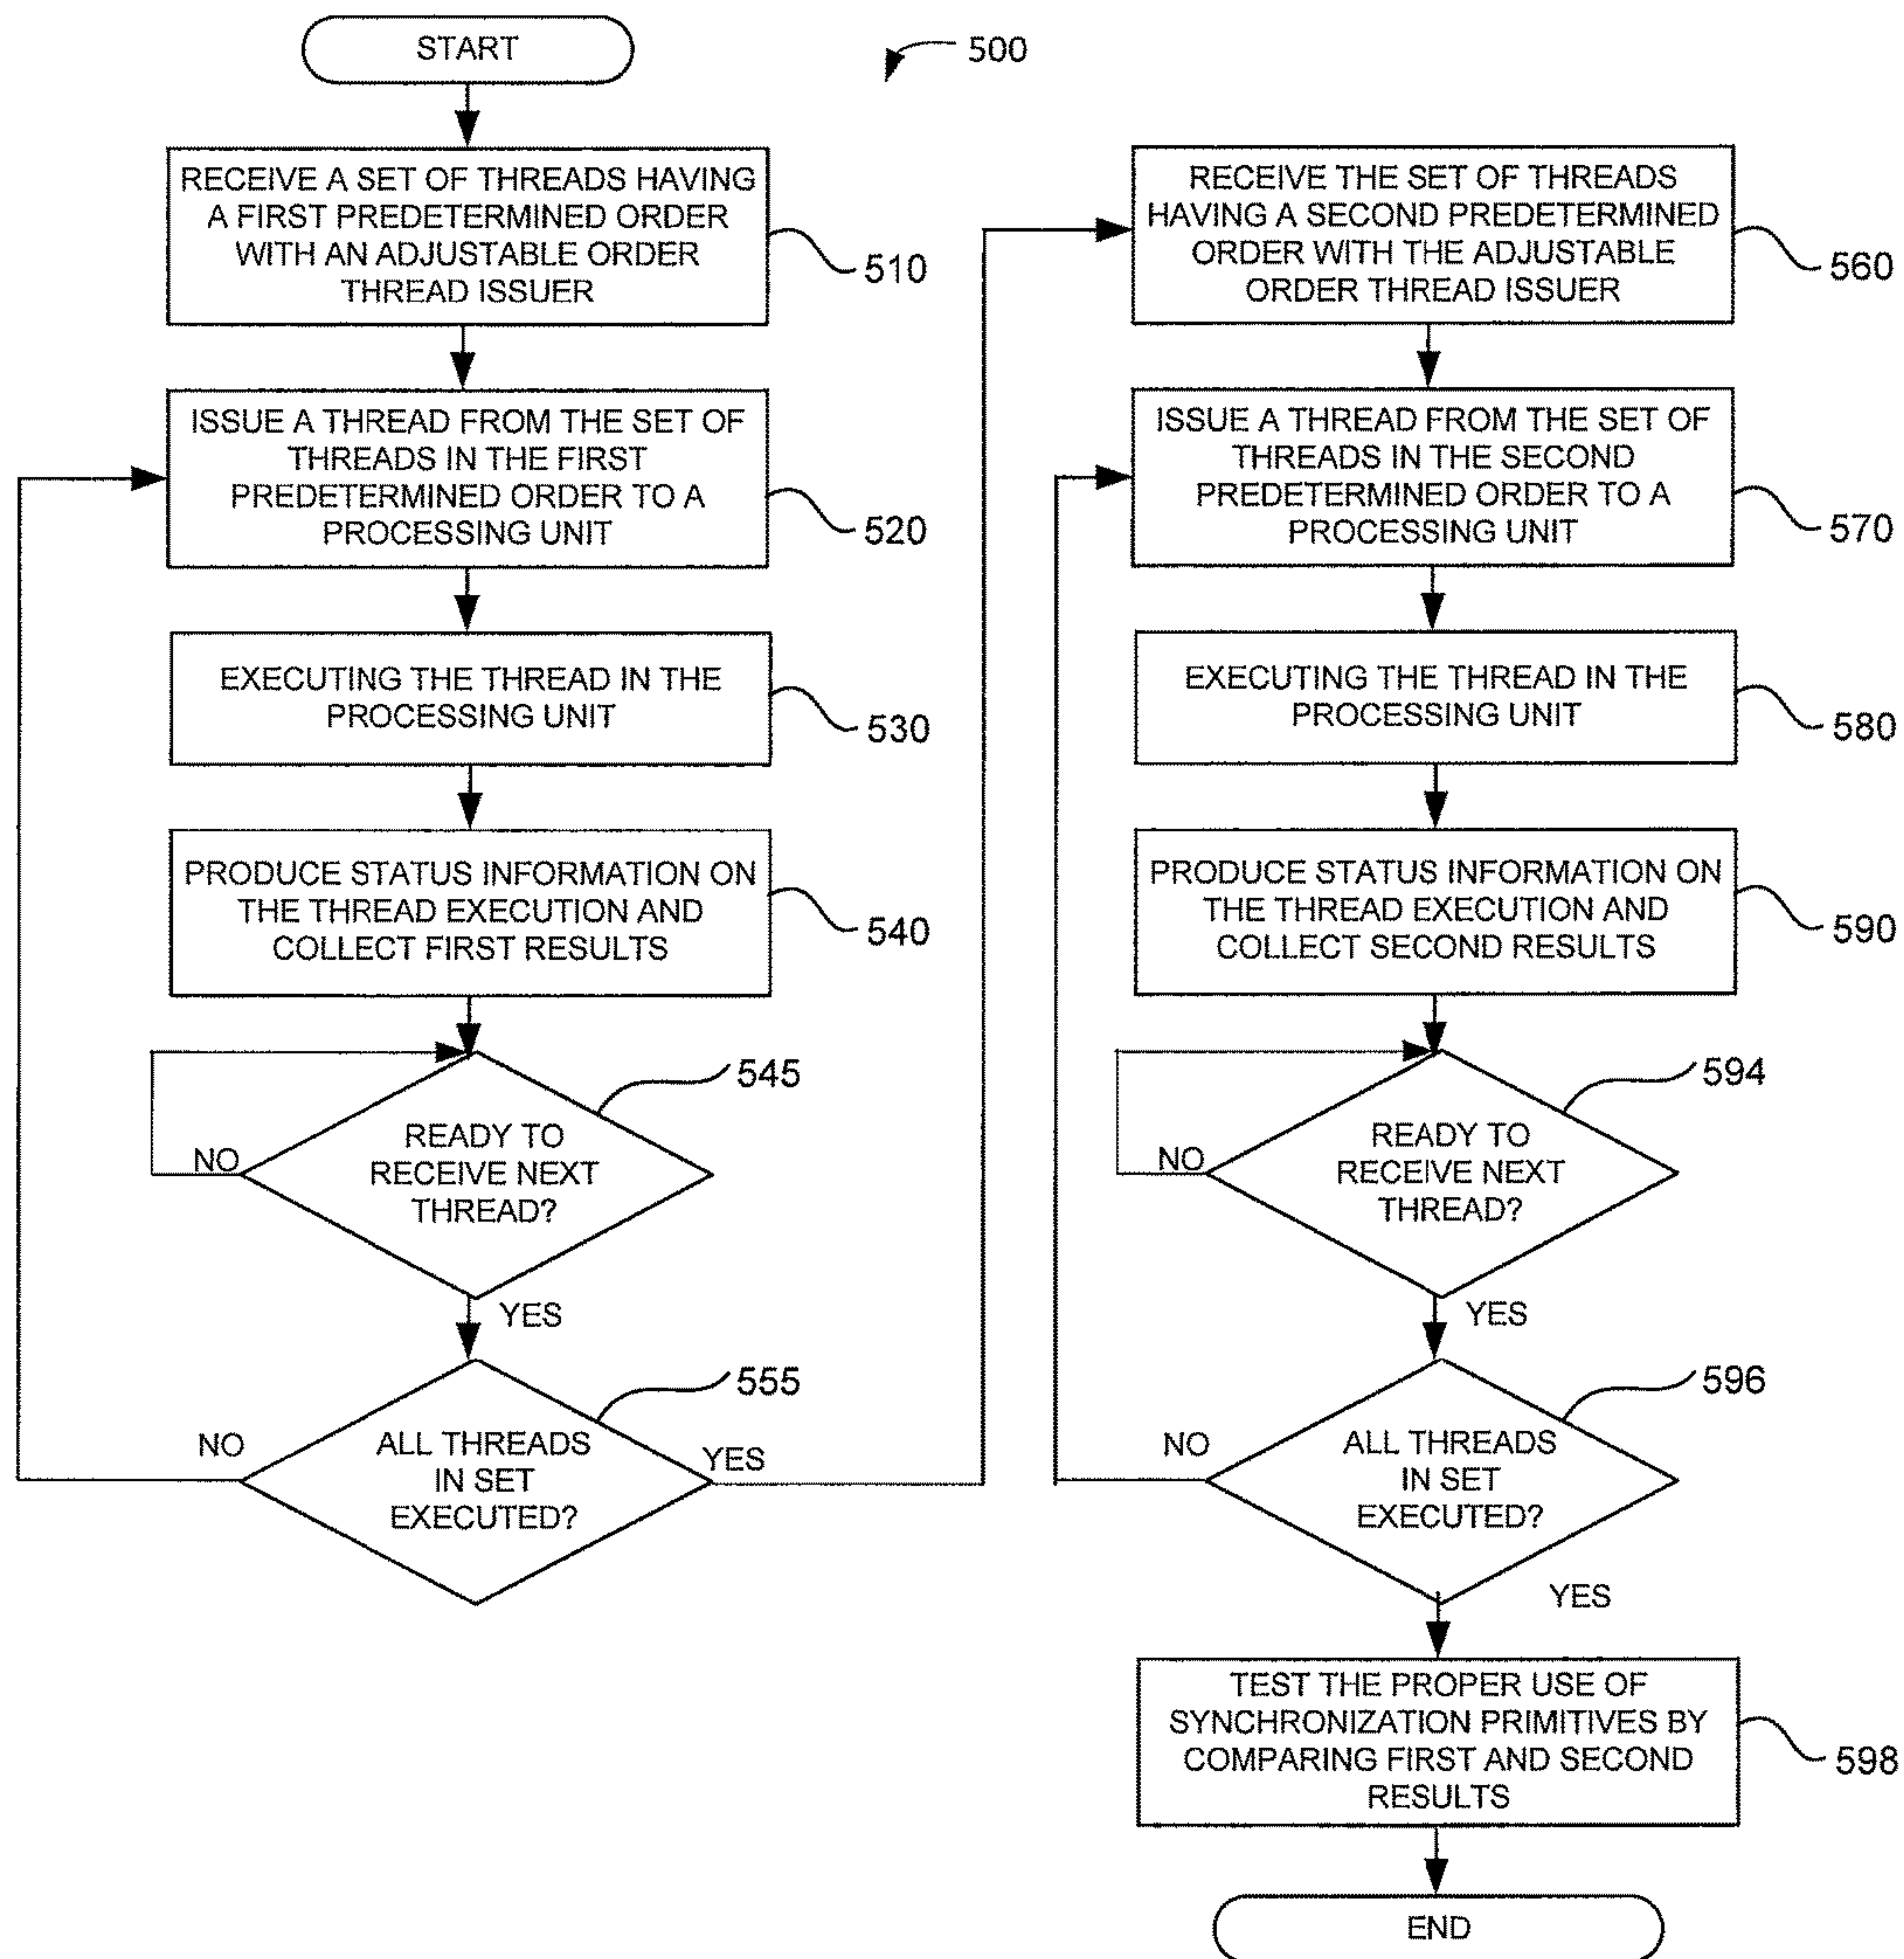 START
500
RECEIVE A SET OF THREADS HAVING
A FIRST PREDETERMINED ORDER
WITH AN ADJUSTABLE ORDER
THREAD ISSUER
510
ISSUE A THREAD FROM THE SET OF
THREADS IN THE FIRST
PREDETERMINED ORDER TO A
PROCESSING UNIT
520
EXECUTING THE THREAD IN THE
PROCESSING UNIT
530
PRODUCE STATUS INFORMATION ON
THE THREAD EXECUTION AND
COLLECT FIRST RESULTS
540
545
READY TO
RECEIVE NEXT
THREAD?
NO
YES
555
ALL THREADS
IN SET
EXECUTED?
NO
YES
RECEIVE THE SET OF THREADS
HAVING A SECOND PREDETERMINED
ORDER WITH THE ADJUSTABLE
ORDER THREAD ISSUER
560
ISSUE A THREAD FROM THE SET OF
THREADS IN THE SECOND
PREDETERMINED ORDER TO A
PROCESSING UNIT
570
EXECUTING THE THREAD IN THE
PROCESSING UNIT
580
PRODUCE STATUS INFORMATION ON
THE THREAD EXECUTION AND
COLLECT SECOND RESULTS
590
594
READY TO
RECEIVE NEXT
THREAD?
NO
YES
596
ALL THREADS
IN SET
EXECUTED?
NO
YES
TEST THE PROPER USE OF
SYNCHRONIZATION PRIMITIVES BY
COMPARING FIRST AND SECOND
RESULTS
598
END